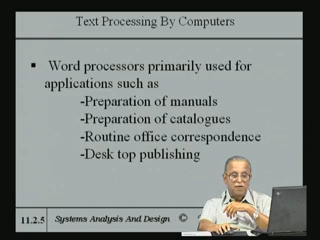 Text Processing By Computers
▪ Word processors primarily used for
applications such as
-Preparation of manuals
-Preparation of catalogues
-Routine office correspondence
-Desk top publishing
11.2.5 Systems Analysis And Design ©